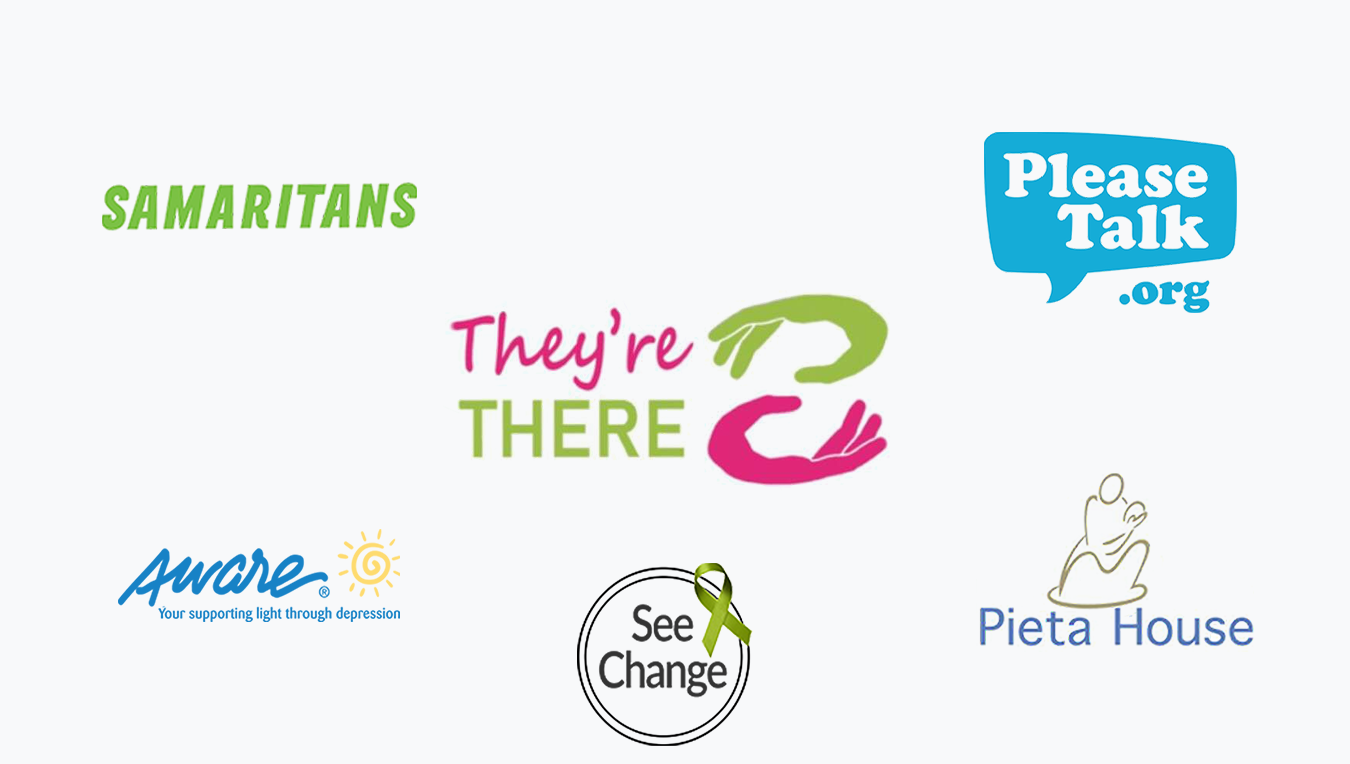 SAMARITANS
Please
Talk
.org
They're
THERE
Aware®
Your supporting light through depression
See
Change
Pieta House